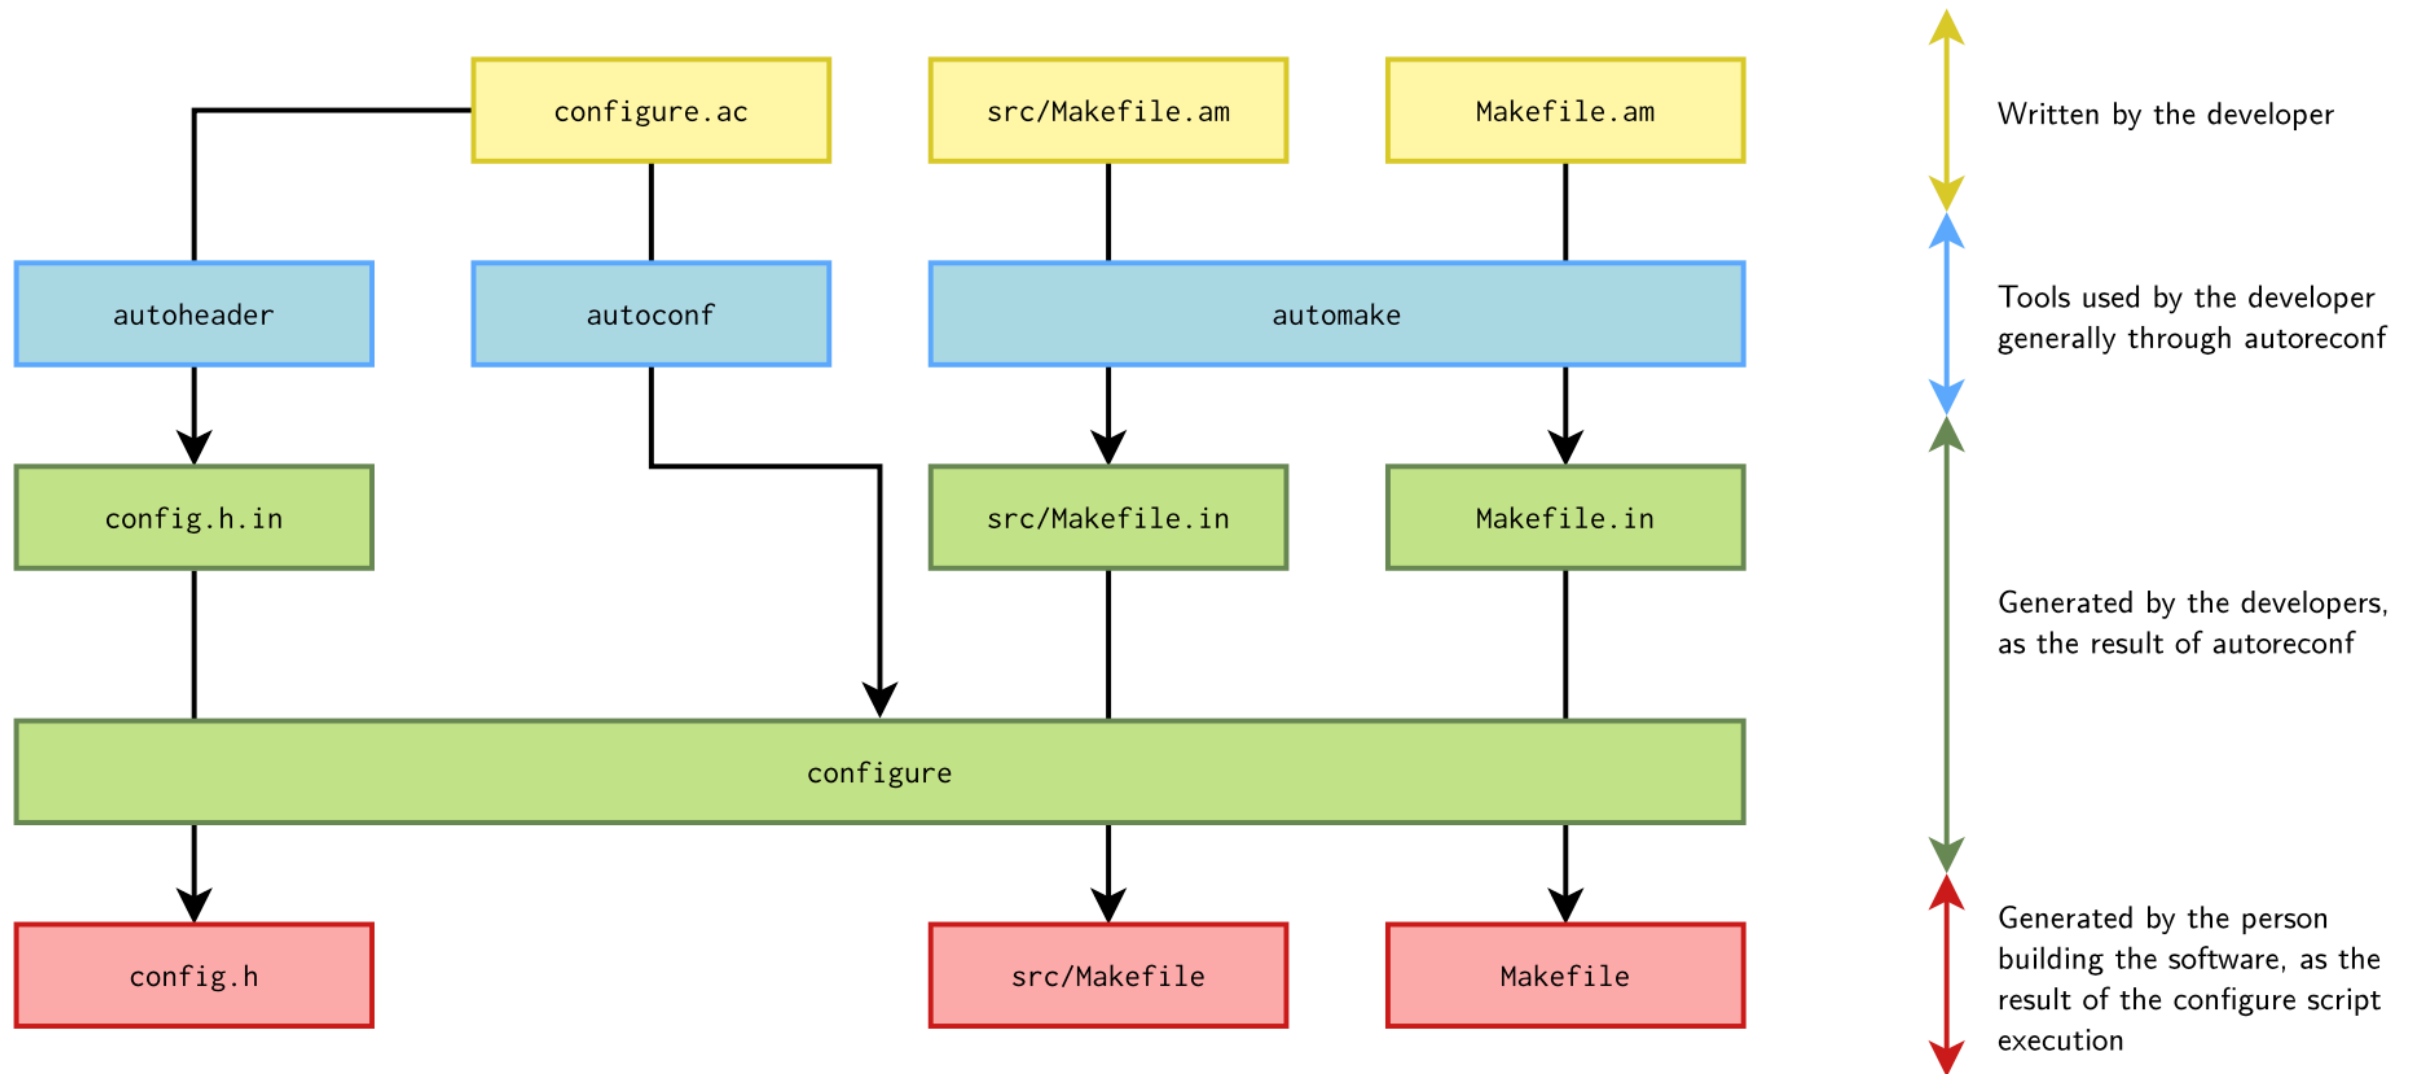 configure.ac
src/Makefile.am
Makefile.am
Written by the developer
autoheader
autoconf
automake
Tools used by the developer
generally through autoreconf
config.h.in
src/Makefile.in
Makefile.in
Generated by the developers,
as the result of autoreconf
configure
config.h
src/Makefile
Makefile
Generated by the person
building the software, as the
result of the configure script
execution